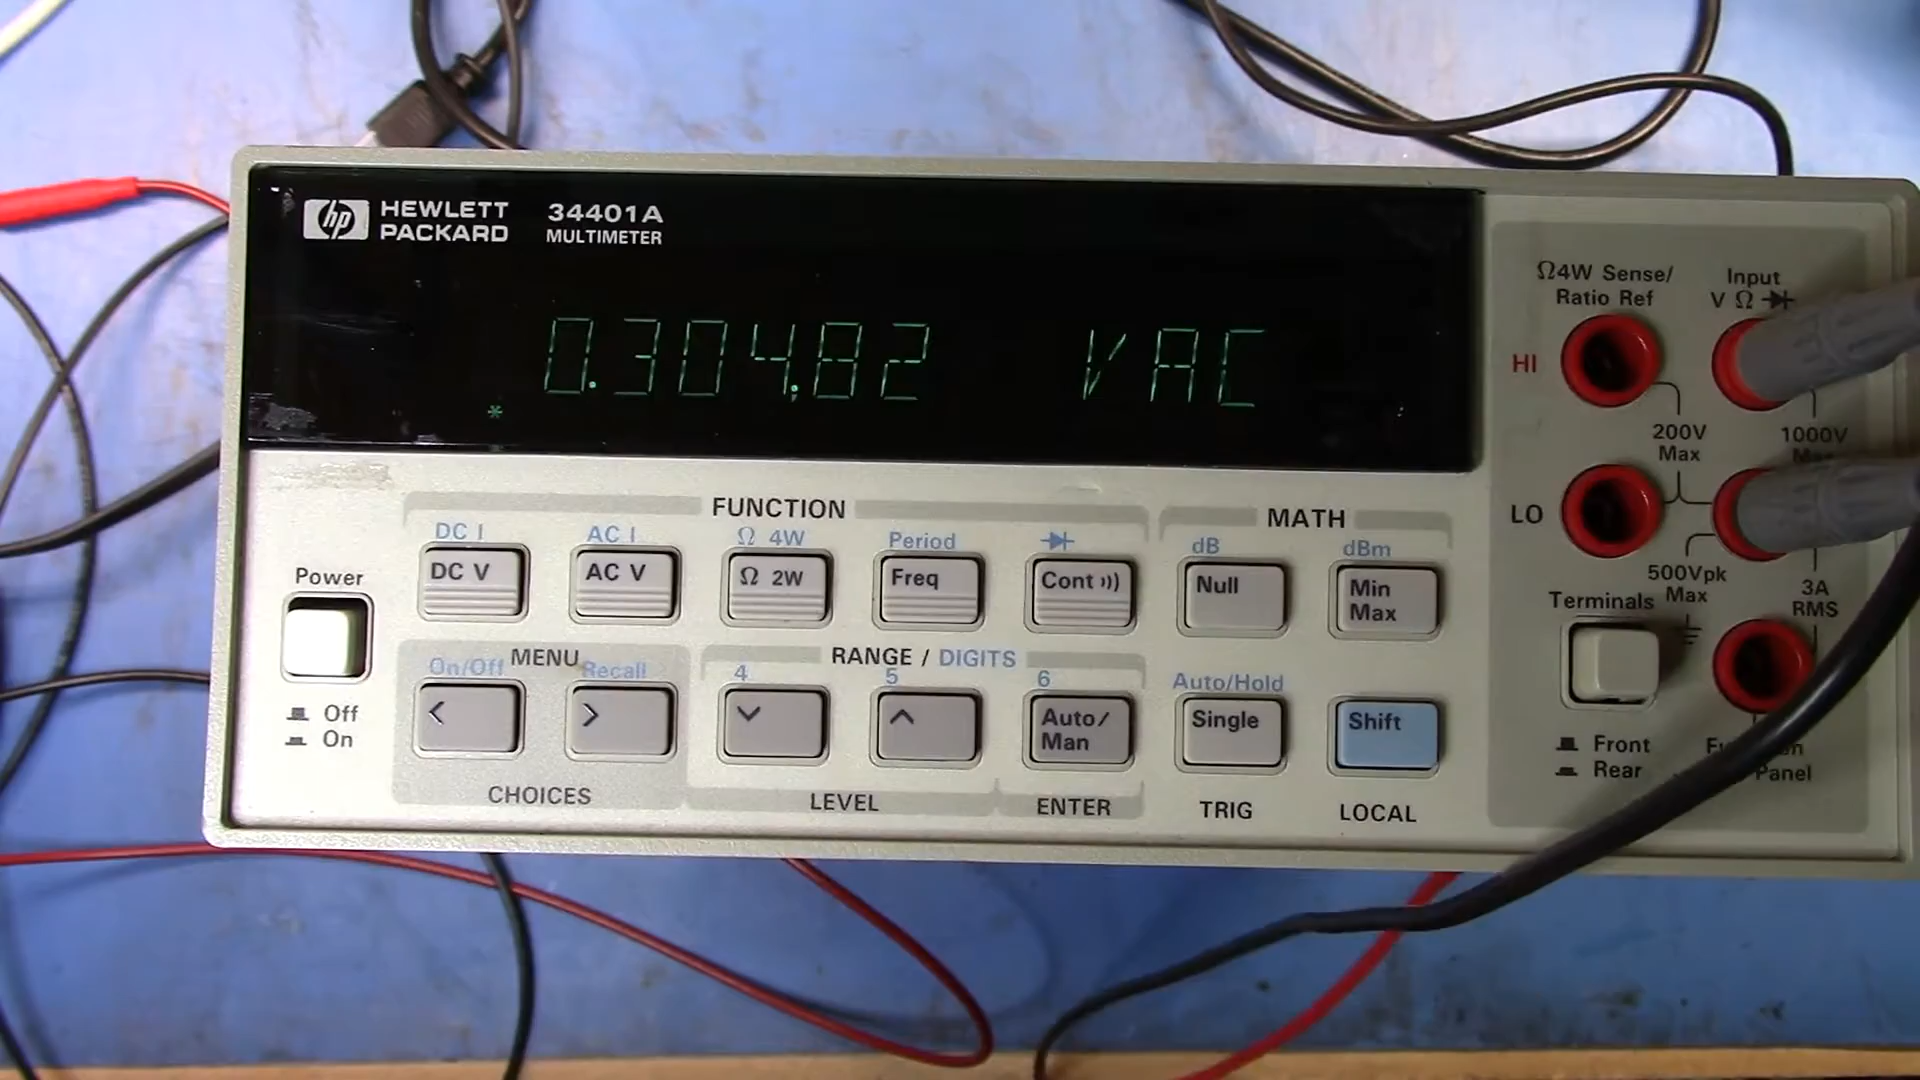 hp HEWLETT PACKARD
34401A
MULTIMETER
0.304,82 VAC
*
Ω4W Sense/
Ratio Ref
Input
V Ω
HI
200V
Max
1000V
LO
500Vpk
Max
3A
RMS
Terminals
Front
Rear
Panel
FUNCTION
MATH
DC I
AC I
Ω 4W
Period
dB
dBm
Power
DC V
AC V
Ω 2W
Freq
Cont
Null
Min
Max
Off
On
MENU
On/Off
Recall
RANGE / DIGITS
4
5
6
Auto/Hold
<
>
Auto/
Man
Single
Shift
CHOICES
LEVEL
ENTER
TRIG
LOCAL